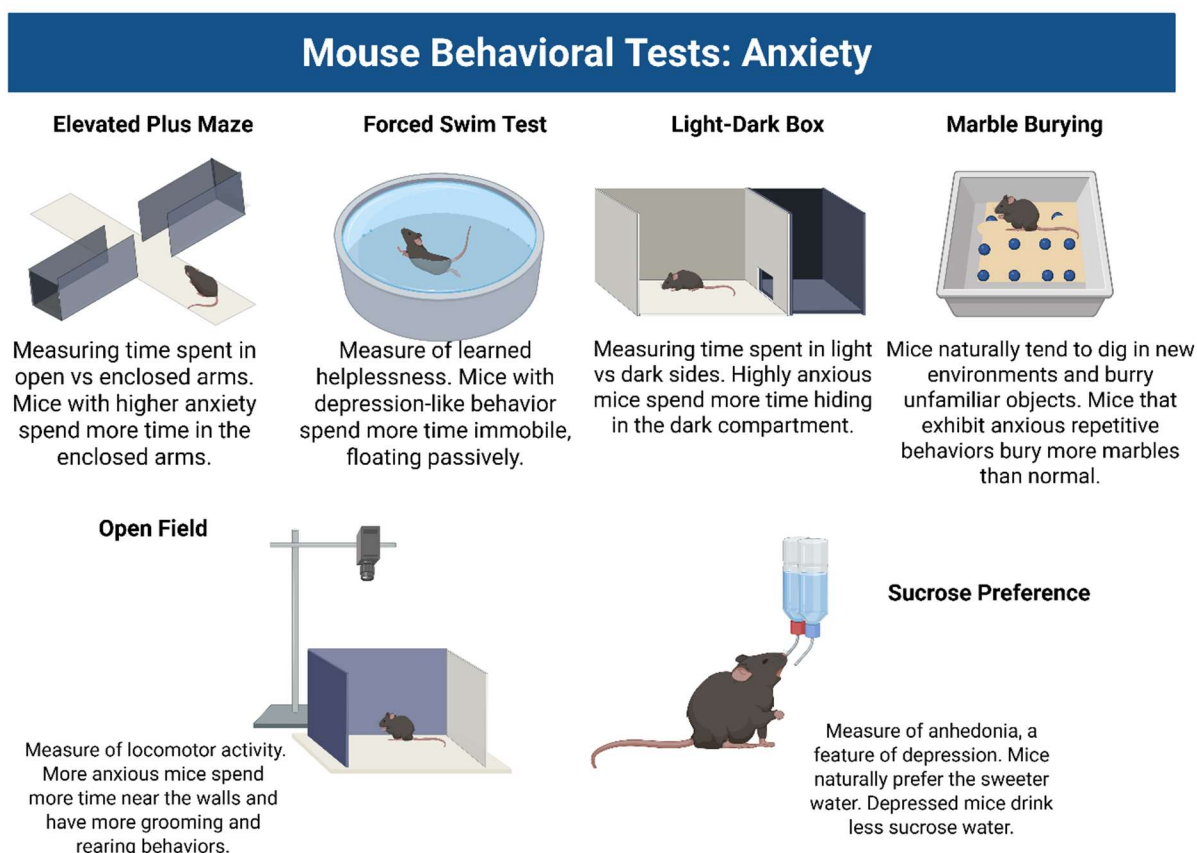 Mouse Behavioral Tests: Anxiety
Elevated Plus Maze
Measuring time spent in
open vs enclosed arms.
Mice with higher anxiety
spend more time in the
enclosed arms.
Forced Swim Test
Measure of learned
helplessness. Mice with
depression-like behavior
spend more time immobile,
floating passively.
Light-Dark Box
Measuring time spent in light
vs dark sides. Highly anxious
mice spend more time hiding
in the dark compartment.
Marble Burying
Mice naturally tend to dig in new
environments and burry
unfamiliar objects. Mice that
exhibit anxious repetitive
behaviors bury more marbles
than normal.
Open Field
Measure of locomotor activity.
More anxious mice spend
more time near the walls and
have more grooming and
rearing behaviors.
Sucrose Preference
Measure of anhedonia, a
feature of depression. Mice
naturally prefer the sweeter
water. Depressed mice drink
less sucrose water.